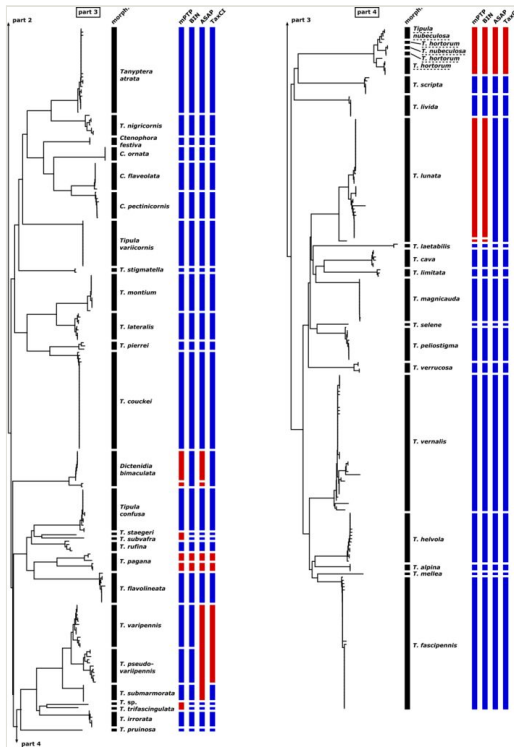 part 2
part 3
morph.
mPTP
BIN
ASAP
TaxCI
Tanyptera
atrata
T. nigricornis
Ctenophora
festiva
C. ornata
C. flaveolata
C. pectinicornis
Tipula
variicornis
T. stigmatella
T. montium
T. lateralis
T. pierrei
T. couckei
Dictenidia
bimaculata
Tipula
confusa
T. staegeri
T. subvafra
T. rufina
T. pagana
T. flavolineata
T. varipennis
T. pseudo-
variipennis
T. submarmorata
T. sp.
T. trifascingulata
T. irrorata
T. pruinosa
part 4
part 3
part 4
morph.
mPTP
BIN
ASAP
TaxCI
Tipula
nubeculosa
T. hortorum
T. nubeculosa
T. hortorum
T. hortorum
T. scripta
T. livida
T. lunata
T. laetabilis
T. cava
T. limitata
T. magnicauda
T. selene
T. peliostigma
T. verrucosa
T. vernalis
T. helvola
T. alpina
T. mellea
T. fascipennis